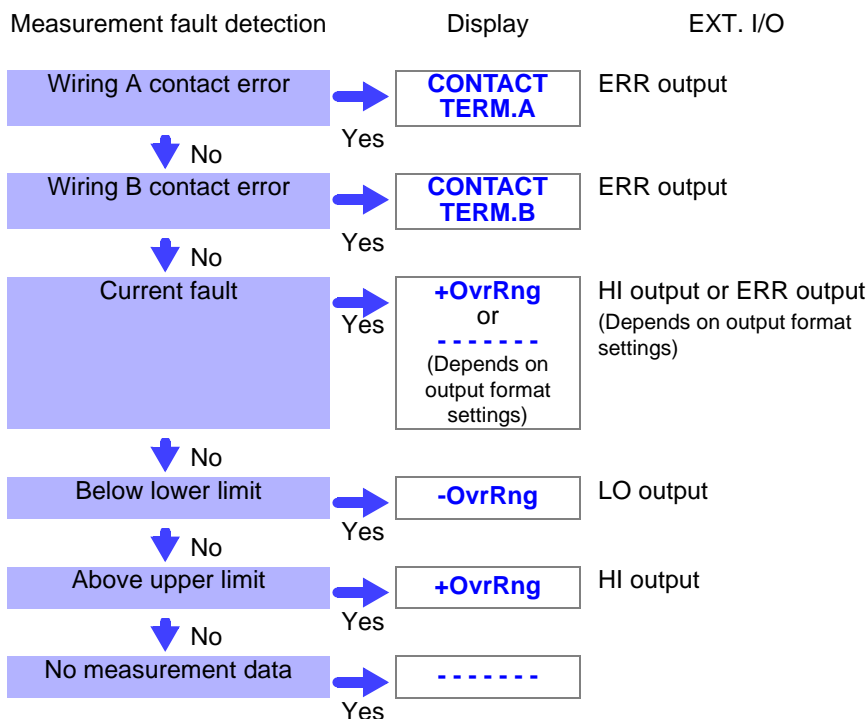 Measurement fault detection Display EXT. I/O
Wiring A contact error
Yes
CONTACT
TERM.A
ERR output
No
Wiring B contact error
Yes
CONTACT
TERM.B
ERR output
No
Current fault
Yes
+OvrRng
or
- - - - - - -
(Depends on
output format
settings)
HI output or ERR output
(Depends on output format
settings)
No
Below lower limit
Yes
-OvrRng
LO output
No
Above upper limit
Yes
+OvrRng
HI output
No
No measurement data
Yes
- - - - - - -